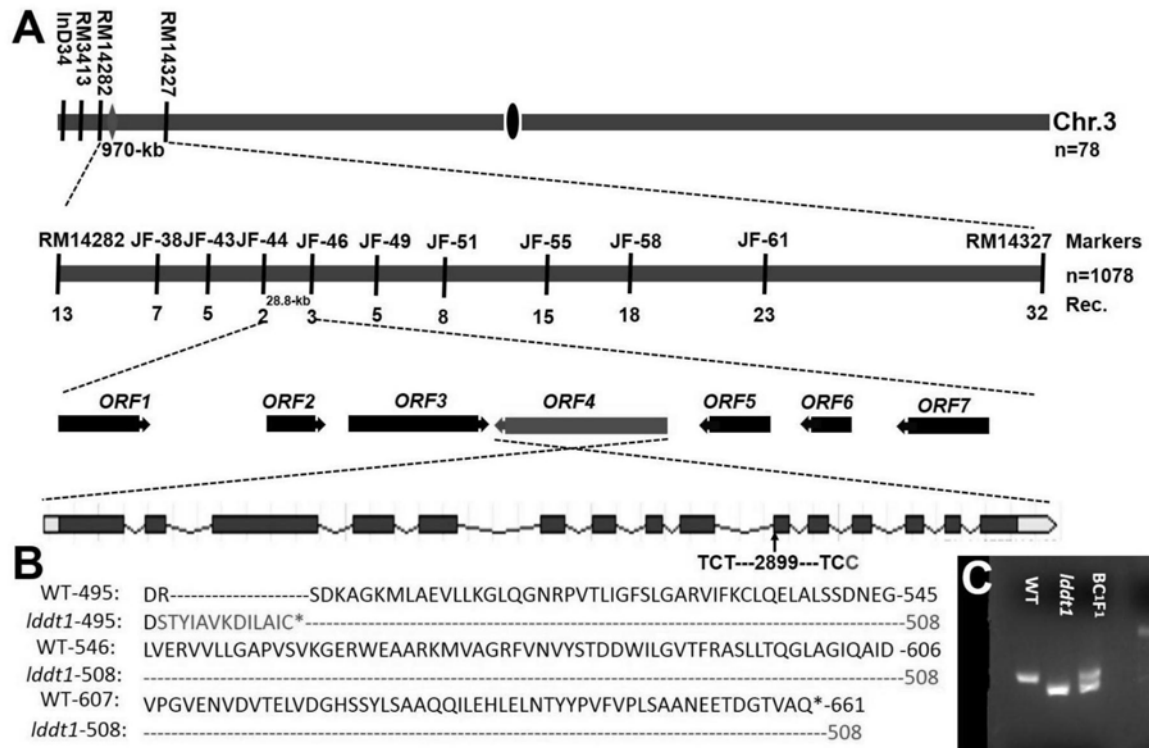 A
InD34
RM3413
RM14282
RM14327
Chr.3
970-kb
n=78
RM14282 JF-38 JF-43 JF-44 JF-46 JF-49 JF-51 JF-55 JF-58 JF-61 RM14327 Markers
n=1078
28.8-kb
13 7 5 2 3 5 8 15 18 23 32 Rec.
ORF1 ORF2 ORF3 ORF4 ORF5 ORF6 ORF7
TCT---2899---TCC
B
WT-495: DR-----------------SDKAGKMLAEVLLKGLQGNRPVTLIGFSLGARVIFKCLQELALSSDNEG-545
lddt1-495: DSTYIAVKDILAIC*------------------------------------------------------------508
WT-546: LVERVVLLGAPVSVKGERWEAARKMVAGRFVNVYSTDDWILGVTFRASLLTQGLAGIQAID -606
lddt1-508: ----------------------------------------------------------------------------508
WT-607: VPGVENVDVTELVDGHSSYLSAAQQILEHLELNTYYPVFVPLSAANEETDGTVAQ*-661
lddt1-508: --------------------------------------------------------------------508
C
WT
lddt1
BC1F1